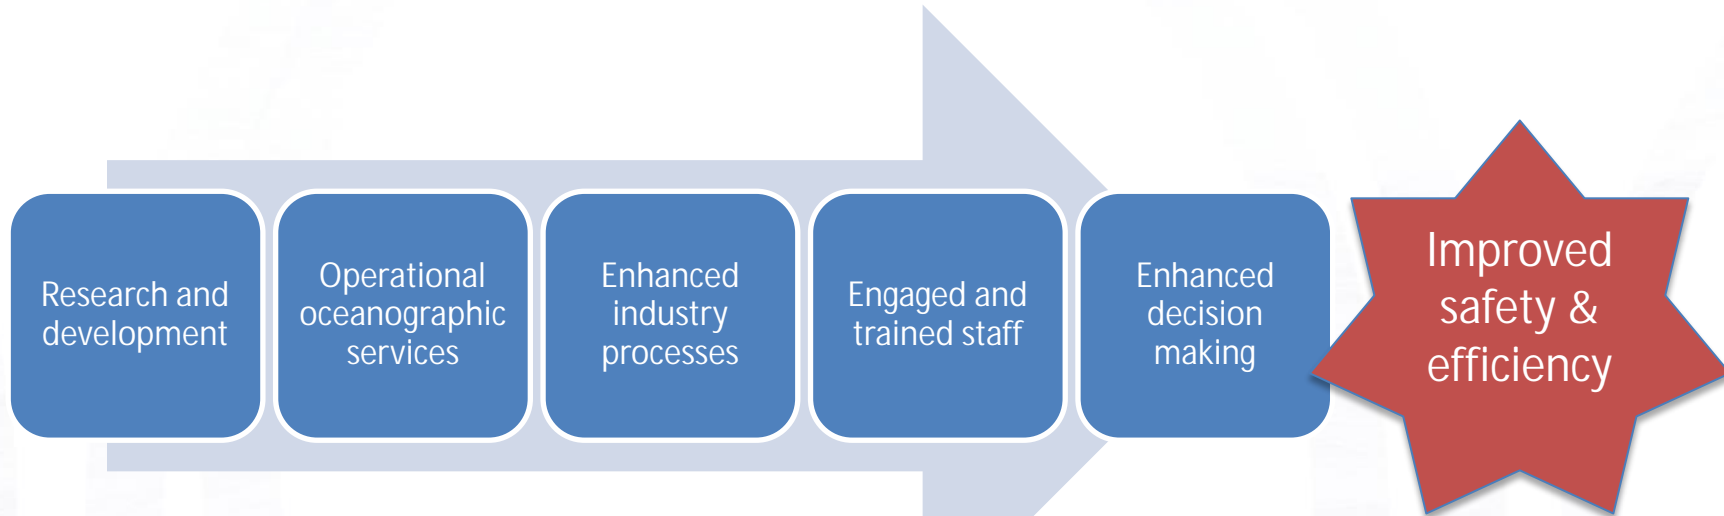 Research and
development
Operational
oceanographic
services
Enhanced
industry
processes
Engaged and
trained staff
Enhanced
decision
making
Improved
safety &
efficiency